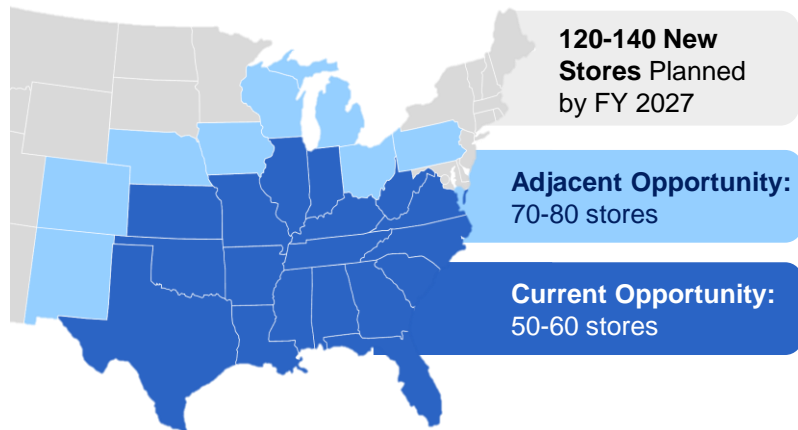 120-140 New
Stores Planned
by FY 2027
Adjacent Opportunity:
70-80 stores
Current Opportunity:
50-60 stores